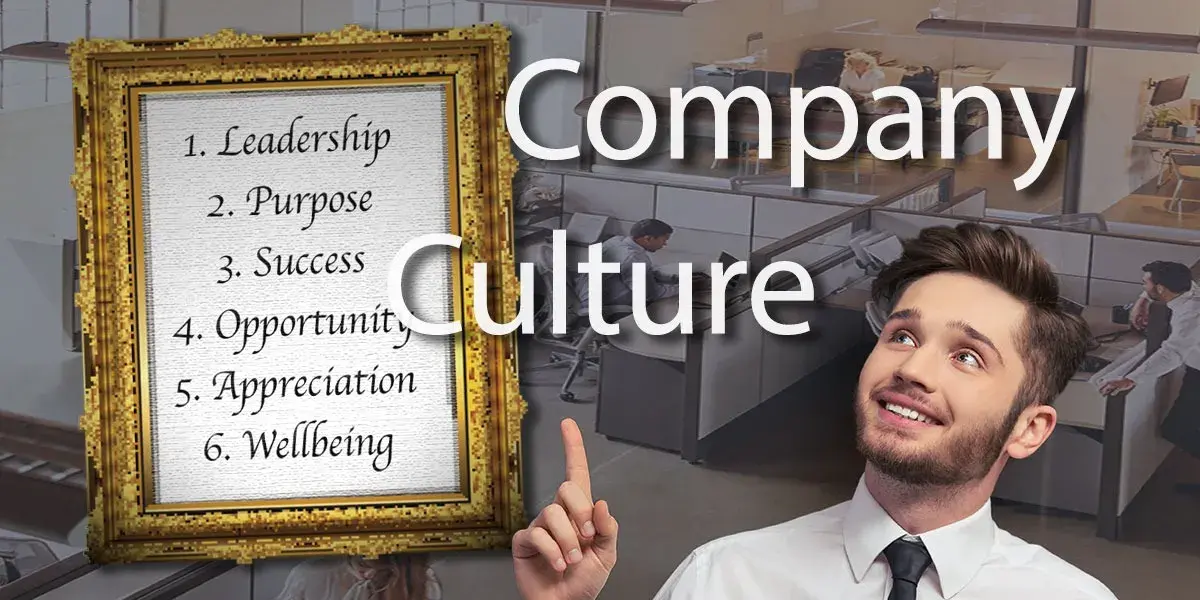 Company
Culture
1. Leadership
2. Purpose
3. Success
4. Opportunity
5. Appreciation
6. Wellbeing